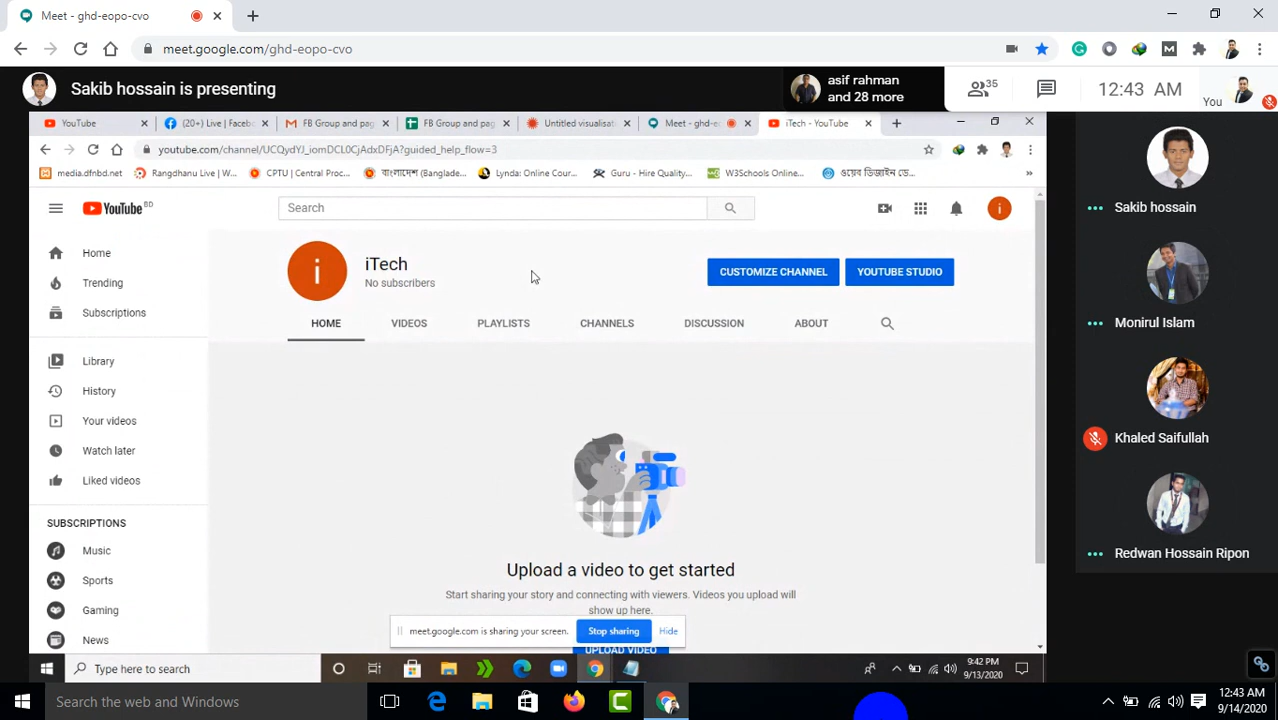 Meet - ghd-eopo-cvo
meet.google.com/ghd-eopo-cvo
Sakib hossain is presenting
asif rahman
and 28 more
35
12:43 AM
You
YouTube
(20+) Live | Facebo
FB Group and pag
FB Group and pag
Untitled visualisati
Meet - ghd-eo
iTech - YouTube
youtube.com/channel/UCQydYJ_iomDCL0CjAdxDFjA?guided_help_flow=3
media.dfnbd.net
Rangdhanu Live | W...
CPTU | Central Proc...
বাংলাদেশ (Banglade...
Lynda: Online Cour...
Guru - Hire Quality...
W3Schools Online...
ওয়েব ডিজাইন ডে...
YouTube BD
Search
i
i
iTech
No subscribers
CUSTOMIZE CHANNEL
YOUTUBE STUDIO
HOME
VIDEOS
PLAYLISTS
CHANNELS
DISCUSSION
ABOUT
Home
Trending
Subscriptions
Library
History
Your videos
Watch later
Liked videos
SUBSCRIPTIONS
Music
Sports
Gaming
News
Upload a video to get started
Start sharing your story and connecting with viewers. Videos you upload will
show up here.
meet.google.com is sharing your screen.
Stop sharing
Hide
UPLOAD VIDEO
Sakib hossain
Monirul Islam
Khaled Saifullah
Redwan Hossain Ripon
Type here to search
9:42 PM
9/13/2020
Search the web and Windows
12:43 AM
9/14/2020